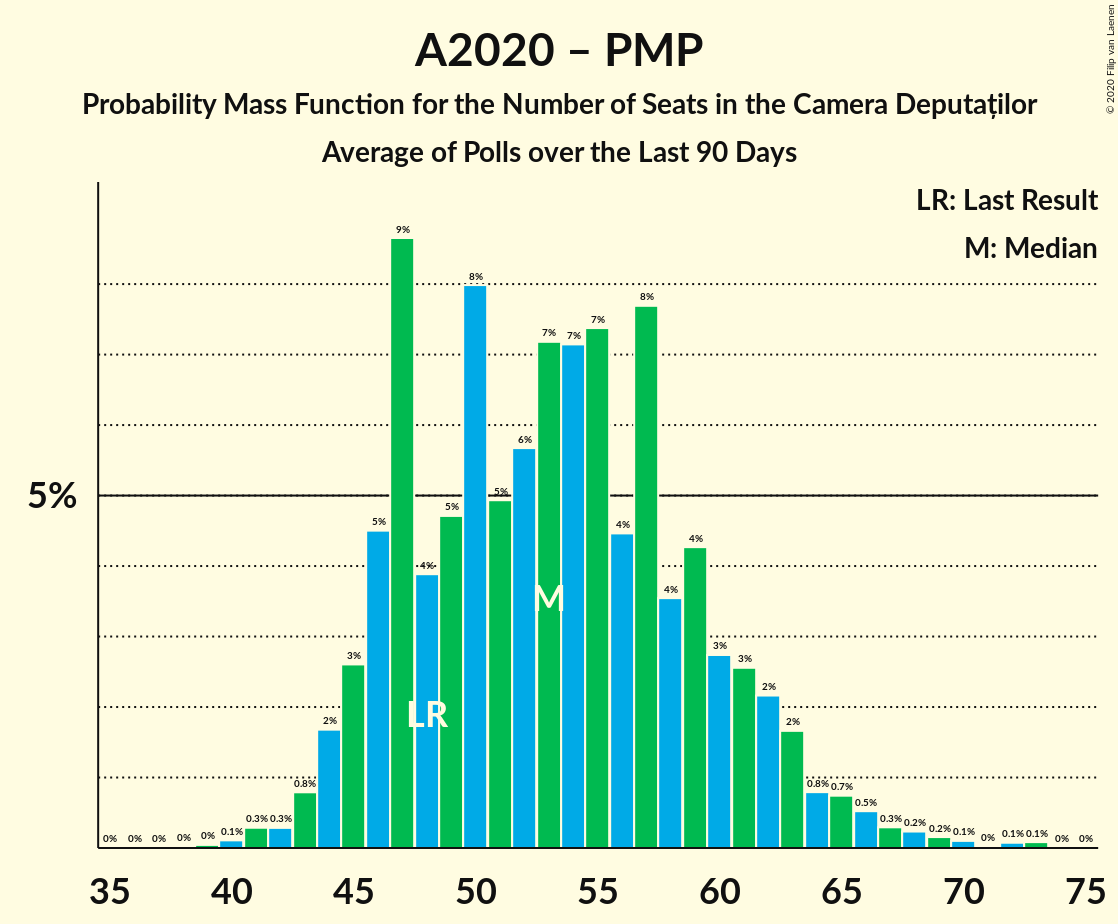 A2020 – PMP
Probability Mass Function for the Number of Seats in the Camera Deputaților
Average of Polls over the Last 90 Days
© 2020 Filip van Laenen
LR: Last Result
M: Median
5%
0% 0% 0% 0% 0% 0.1% 0.3% 0.3% 0.8% 2% 3% 5% 9% 4% 5% 8% 5% 6% 7% 7% 7% 4% 8% 4% 4% 3% 3% 2% 2% 0.8% 0.7% 0.5% 0.3% 0.2% 0.2% 0.1% 0% 0.1% 0.1% 0% 0%
M
LR
35 40 45 50 55 60 65 70 75